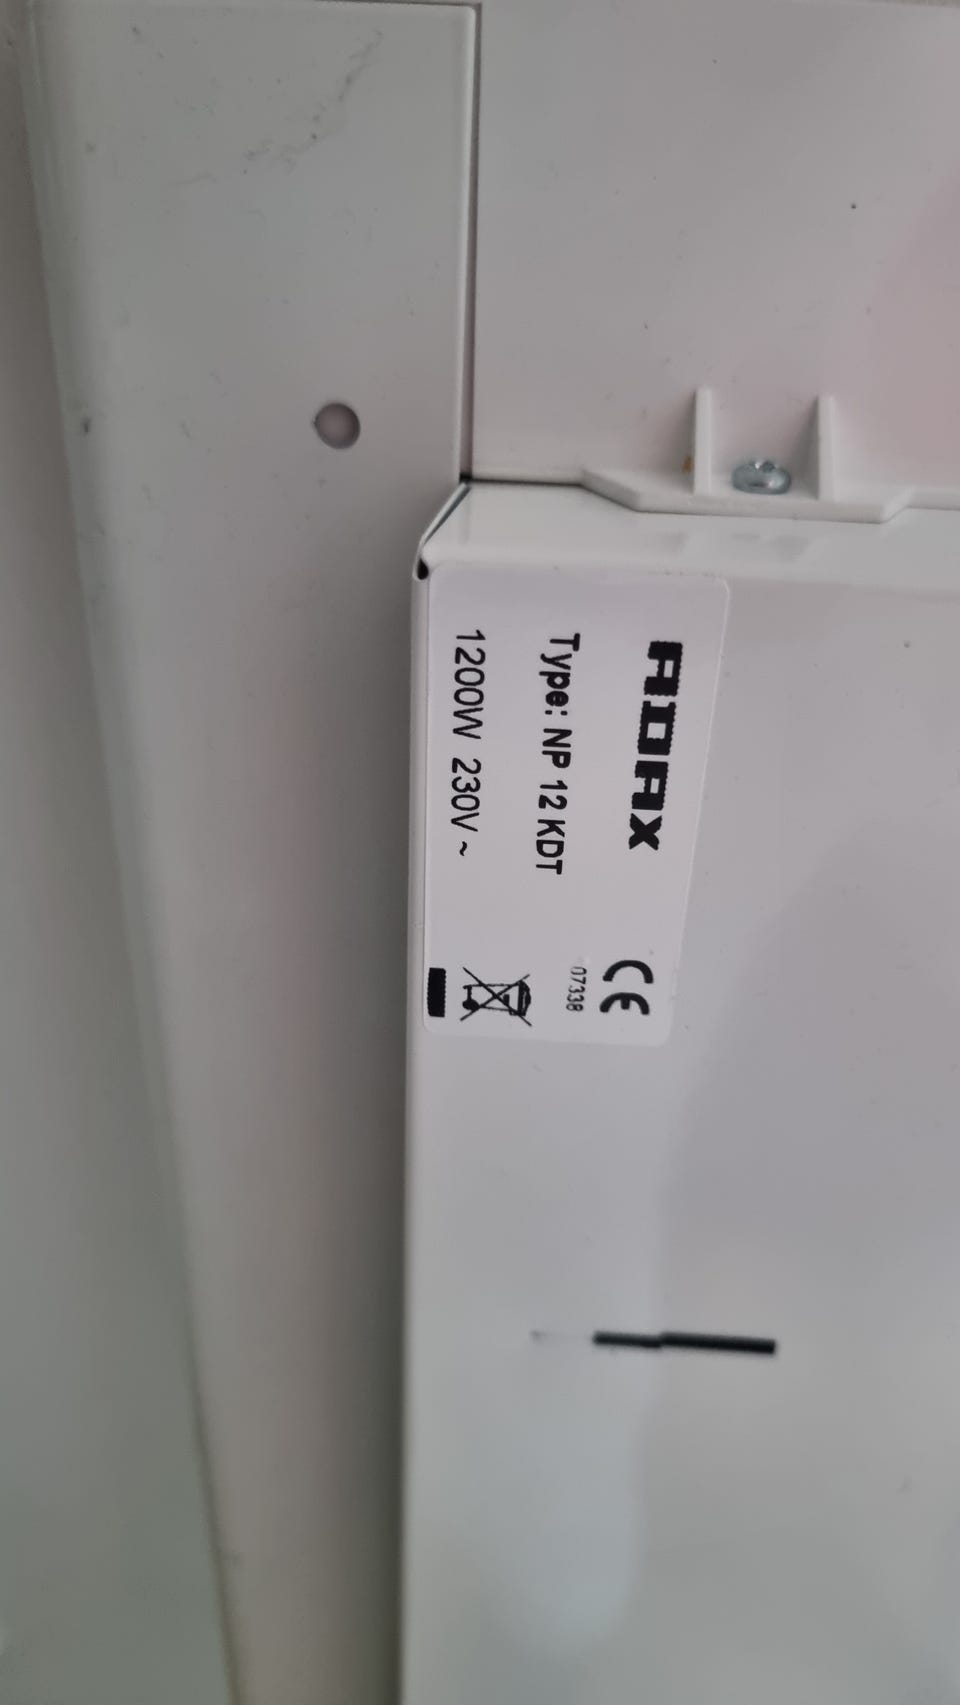 ADAX
CE
Type: NP 12 KDT
07338
1200W 230V ~